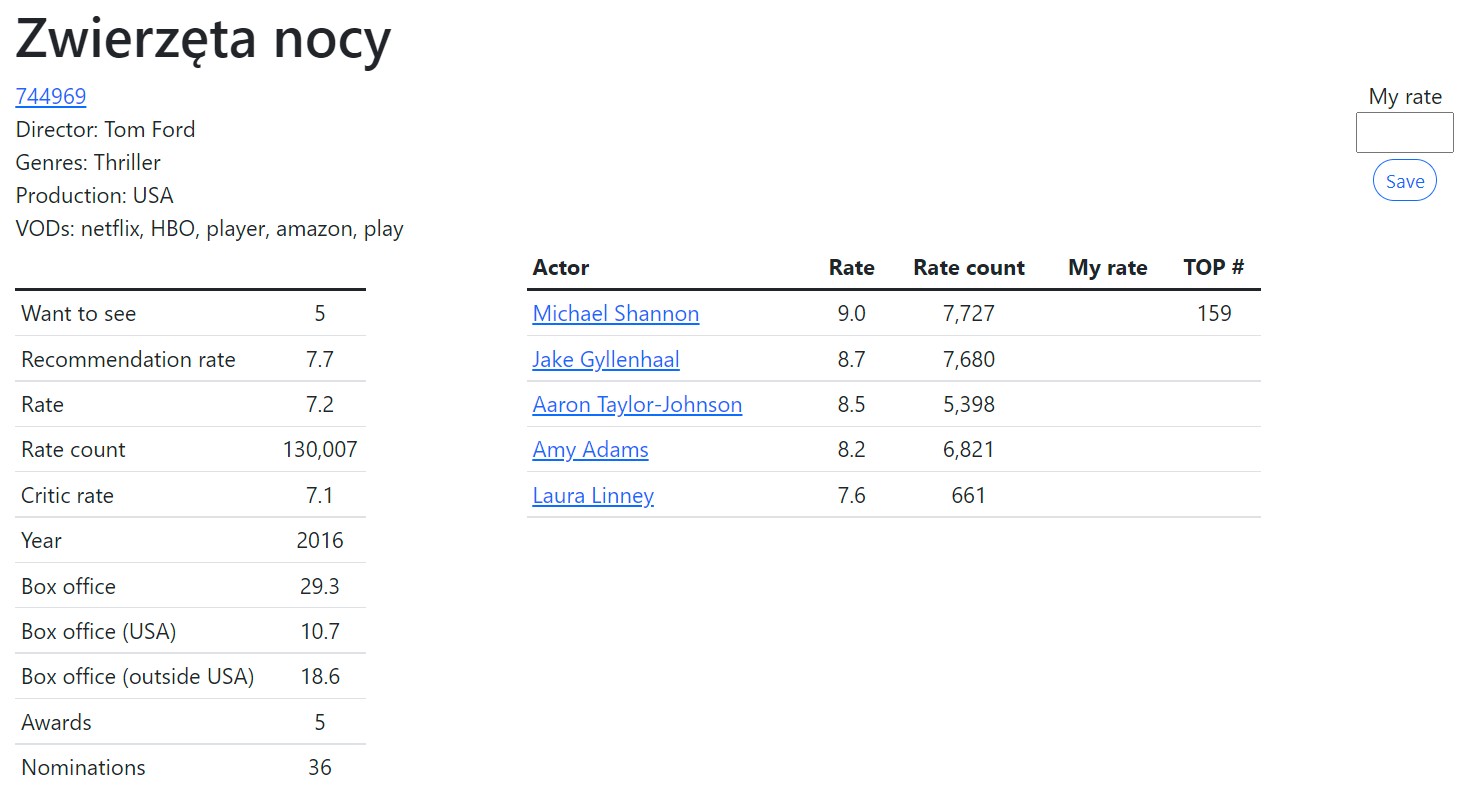 Zwierzęta nocy
744969
Director: Tom Ford
Genres: Thriller
Production: USA
VODs: netflix, HBO, player, amazon, play
My rate
Save
Want to see 5
Recommendation rate 7.7
Rate 7.2
Rate count 130,007
Critic rate 7.1
Year 2016
Box office 29.3
Box office (USA) 10.7
Box office (outside USA) 18.6
Awards 5
Nominations 36
Actor Rate Rate count My rate TOP #
Michael Shannon 9.0 7,727 159
Jake Gyllenhaal 8.7 7,680
Aaron Taylor-Johnson 8.5 5,398
Amy Adams 8.2 6,821
Laura Linney 7.6 661